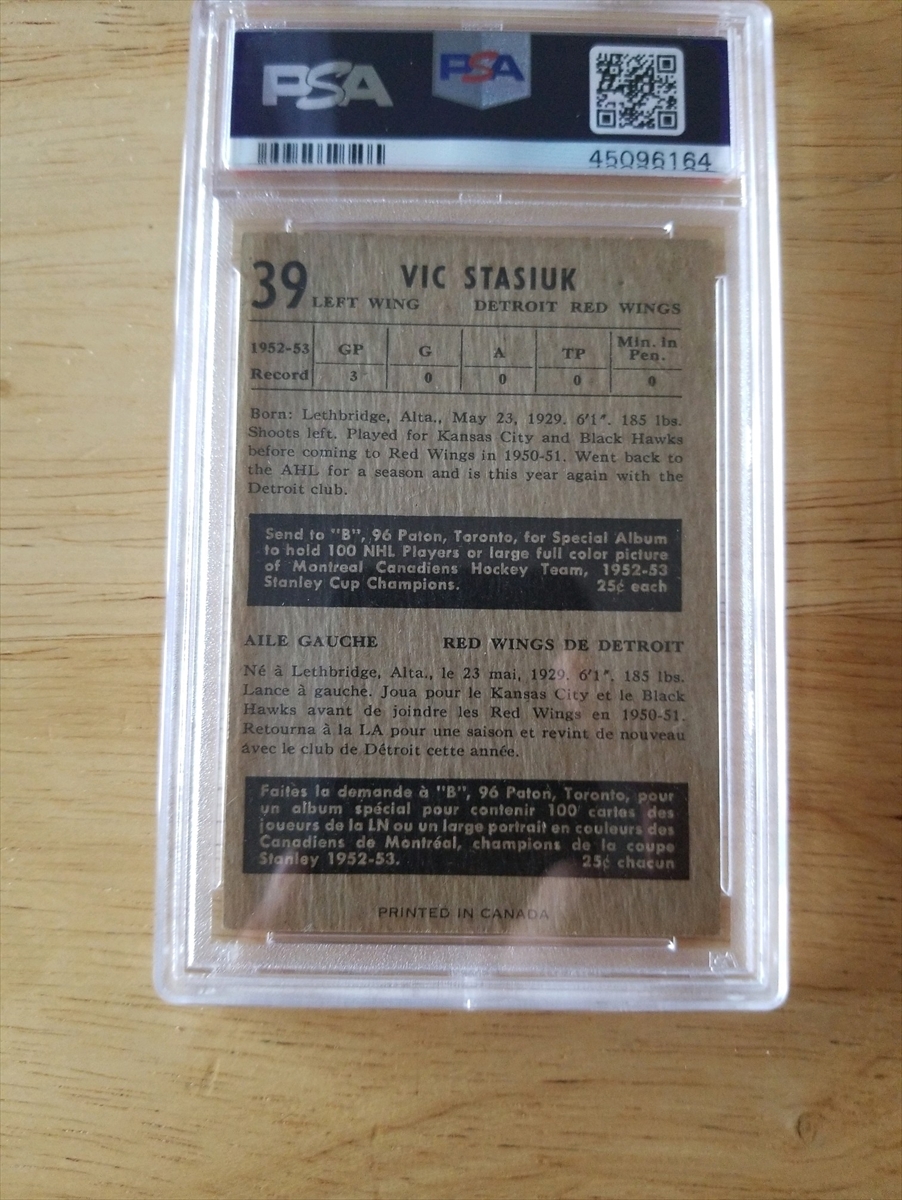 PSA PSA
45096164
39 VIC STASIUK
LEFT WING DETROIT RED WINGS
1952-53 GP G A TP Min. in Pen.
Record 3 0 0 0 0
Born: Lethbridge, Alta., May 23, 1929. 6'1". 185 lbs.
Shoots left. Played for Kansas City and Black Hawks
before coming to Red Wings in 1950-51. Went back to
the AHL for a season and is this year again with the
Detroit club.
Send to "B", 96 Paton, Toronto, for Special Album
to hold 100 NHL Players or large full color picture
of Montreal Canadiens Hockey Team, 1952-53
Stanley Cup Champions. 25¢ each
AILE GAUCHE RED WINGS DE DETROIT
Né à Lethbridge, Alta., le 23 mai, 1929. 6'1". 185 lbs.
Lance à gauche. Joua pour le Kansas City et le Black
Hawks avant de joindre les Red Wings en 1950-51.
Retourna à la LA pour une saison et revint de nouveau
avec le club de Détroit cette année.
Faites la demande à "B", 96 Paton, Toronto, pour
un album spécial pour contenir 100 cartes des
joueurs de la LN ou un large portrait en couleurs des
Canadiens de Montréal, champions de la coupe
Stanley 1952-53. 25¢ chacun
PRINTED IN CANADA